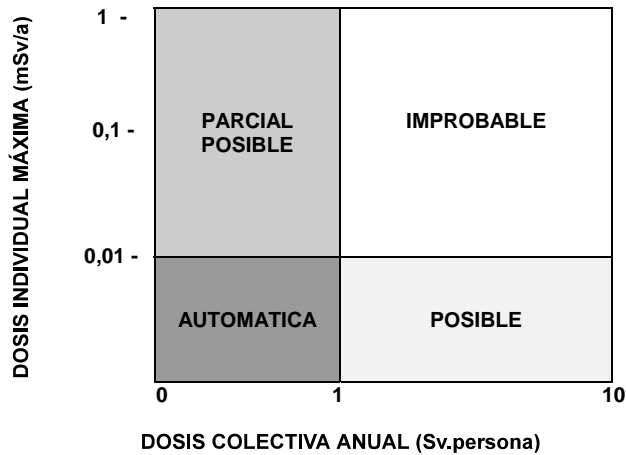 DOSIS INDIVIDUAL MÁXIMA (mSv/a)
1 -
0,1 -
0,01 -
PARCIAL
POSIBLE
IMPROBABLE
AUTOMATICA
POSIBLE
0
1
10
DOSIS COLECTIVA ANUAL (Sv.persona)